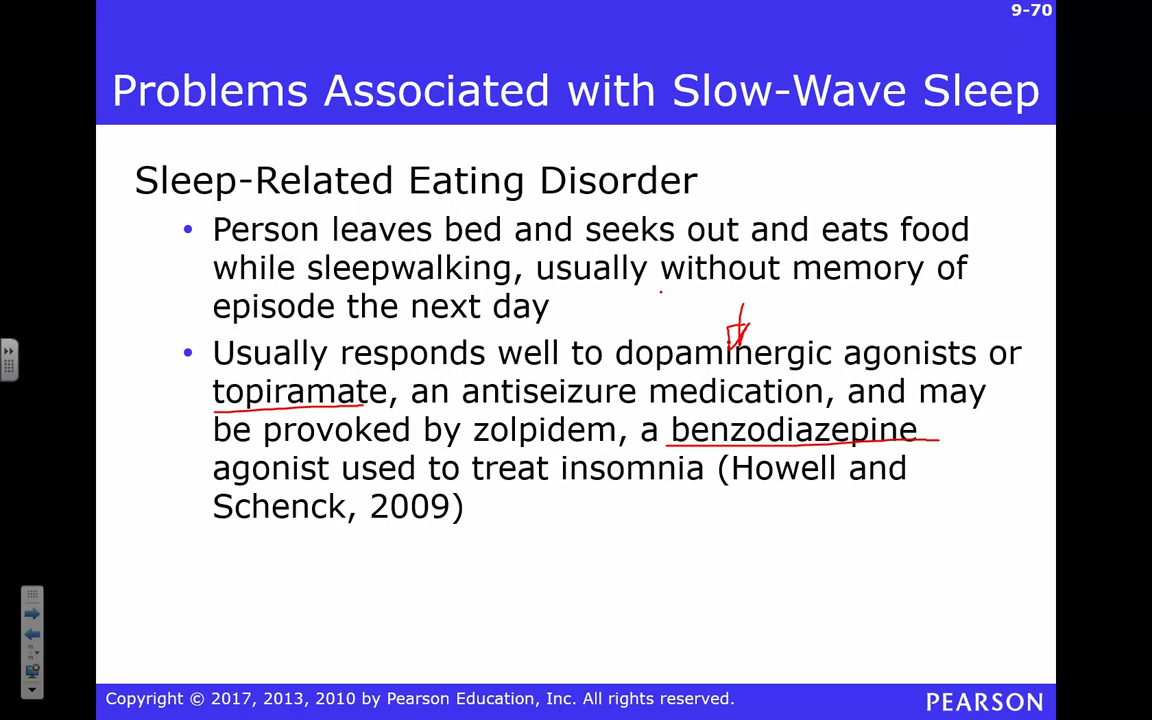 9-70
Problems Associated with Slow-Wave Sleep
Sleep-Related Eating Disorder
• Person leaves bed and seeks out and eats food
while sleepwalking, usually without memory of
episode the next day
• Usually responds well to dopaminergic agonists or
topiramate, an antiseizure medication, and may
be provoked by zolpidem, a benzodiazepine
agonist used to treat insomnia (Howell and
Schenck, 2009)
Copyright © 2017, 2013, 2010 by Pearson Education, Inc. All rights reserved.
PEARSON